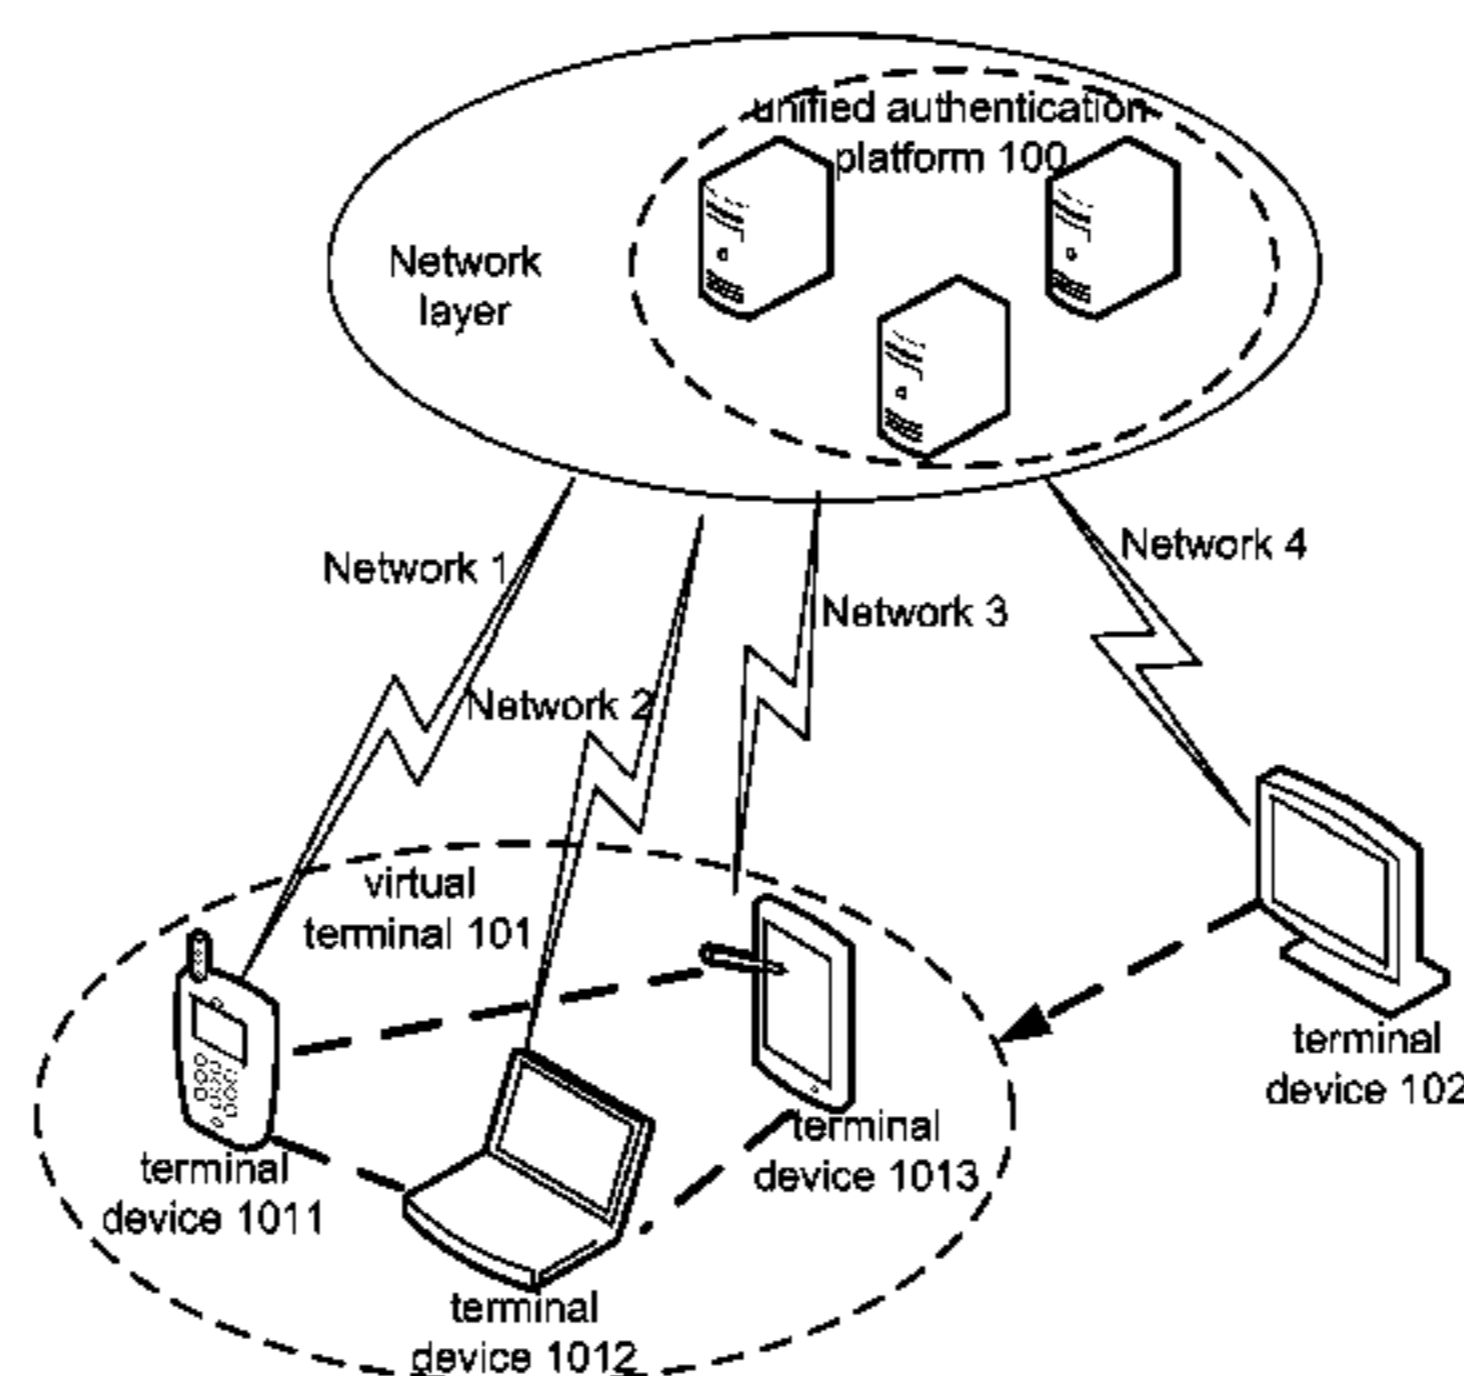 unified authentication
platform 100
Network
layer
Network 1
Network 4
Network 3
Network 2
virtual
terminal 101
terminal
device 102
terminal
device 1013
terminal
device 1011
terminal
device 1012